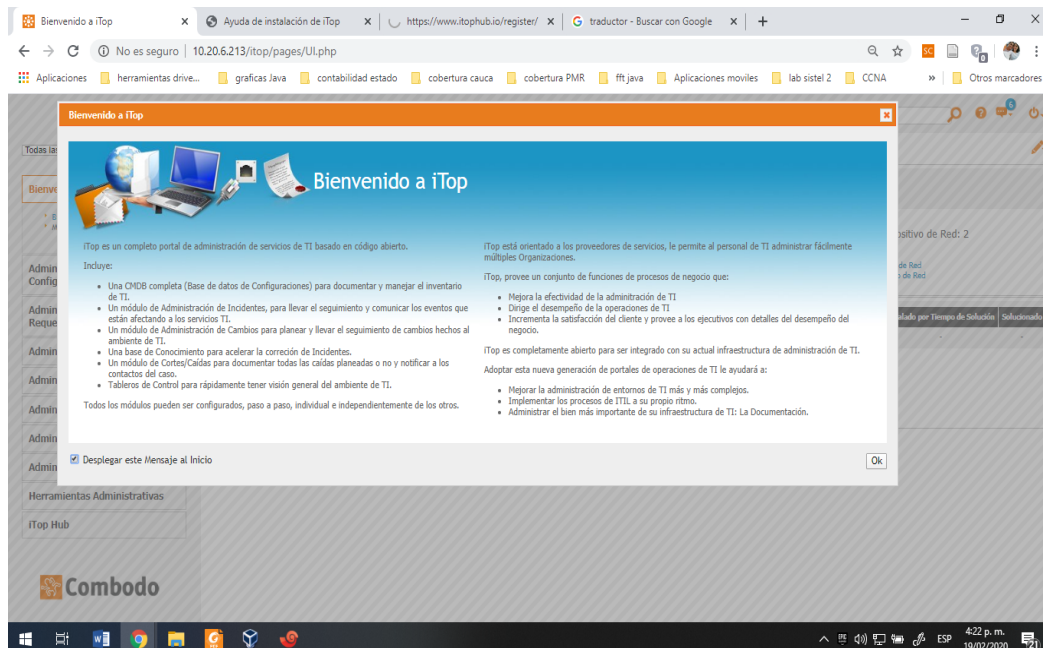 Bienvenido a iTop
Ayuda de instalación de iTop
https://www.itophub.io/register/
traductor - Buscar con Google
No es seguro
10.20.6.213/itop/pages/UI.php
SC
Aplicaciones
herramientas drive...
graficas Java
contabilidad estado
cobertura cauca
cobertura PMR
fft java
Aplicaciones moviles
lab sistel 2
CCNA
»
Otros marcadores
Bienvenido a iTop
6
Todas las
Bienvenido a iTop
Bienve
iTop es un completo portal de administración de servicios de TI basado en código abierto.
Incluye:
Una CMDB completa (Base de datos de Configuraciones) para documentar y manejar el inventario
de TI.
Un módulo de Administración de Incidentes, para llevar el seguimiento y comunicar los eventos que
están afectando a los servicios TI.
Un módulo de Administración de Cambios para planear y llevar el seguimiento de cambios hechos al
ambiente de TI.
Una base de Conocimiento para acelerar la correción de Incidentes.
Un módulo de Cortes/Caídas para documentar todas las caídas planeadas o no y notificar a los
contactos del caso.
Tableros de Control para rápidamente tener visión general del ambiente de TI.
Todos los módulos pueden ser configurados, paso a paso, individual e independientemente de los otros.
iTop está orientado a los proveedores de servicios, le permite al personal de TI administrar fácilmente
múltiples Organizaciones.
iTop, provee un conjunto de funciones de procesos de negocio que:
Mejora la efectividad de la adminitración de TI
Dirige el desempeño de la operaciones de TI
Incrementa la satisfacción del cliente y provee a los ejecutivos con detalles del desempeño del
negocio.
iTop es completamente abierto para ser integrado con su actual infraestructura de administración de TI.
Adoptar esta nueva generación de portales de operaciones de TI le ayudará a:
Mejorar la administración de entornos de TI más y más complejos.
Implementar los procesos de ITIL a su propio ritmo.
Administrar el bien más importante de su infraestructura de TI: La Documentación.
Desplegar este Mensaje al Inicio
Ok
positivo de Red: 2
de Red
de Red
alado por Tiempo de Solución
Solucionado
Admin
Config
Admin
Reque
Admin
Admin
Admin
Admin
Admin
Herramientas Administrativas
iTop Hub
Combodo
ESP
4:22 p. m.
19/02/2020
21